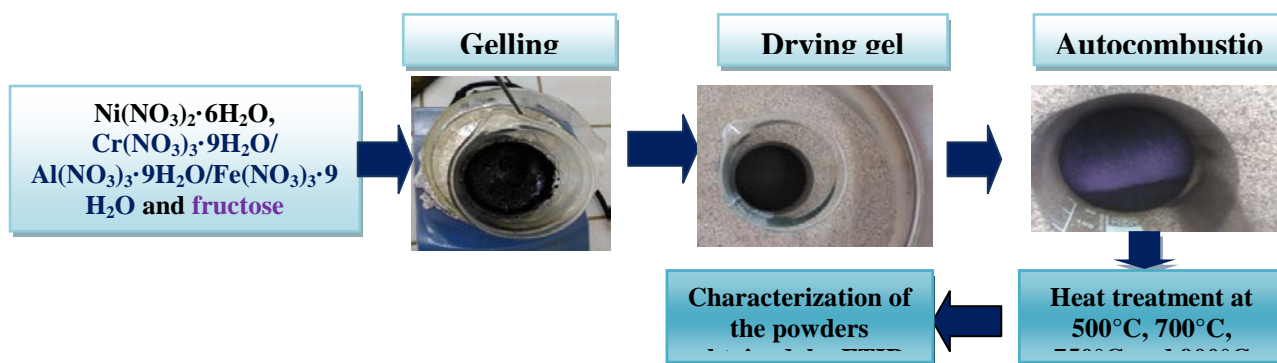 Gelling
Drying gel
Autocombustio
Ni(NO₃)₂·6H₂O,
Cr(NO₃)₃·9H₂O/
Al(NO₃)₃·9H₂O/Fe(NO₃)₃·9
H₂O and fructose
Characterization of
the powders
Heat treatment at
500°C, 700°C,